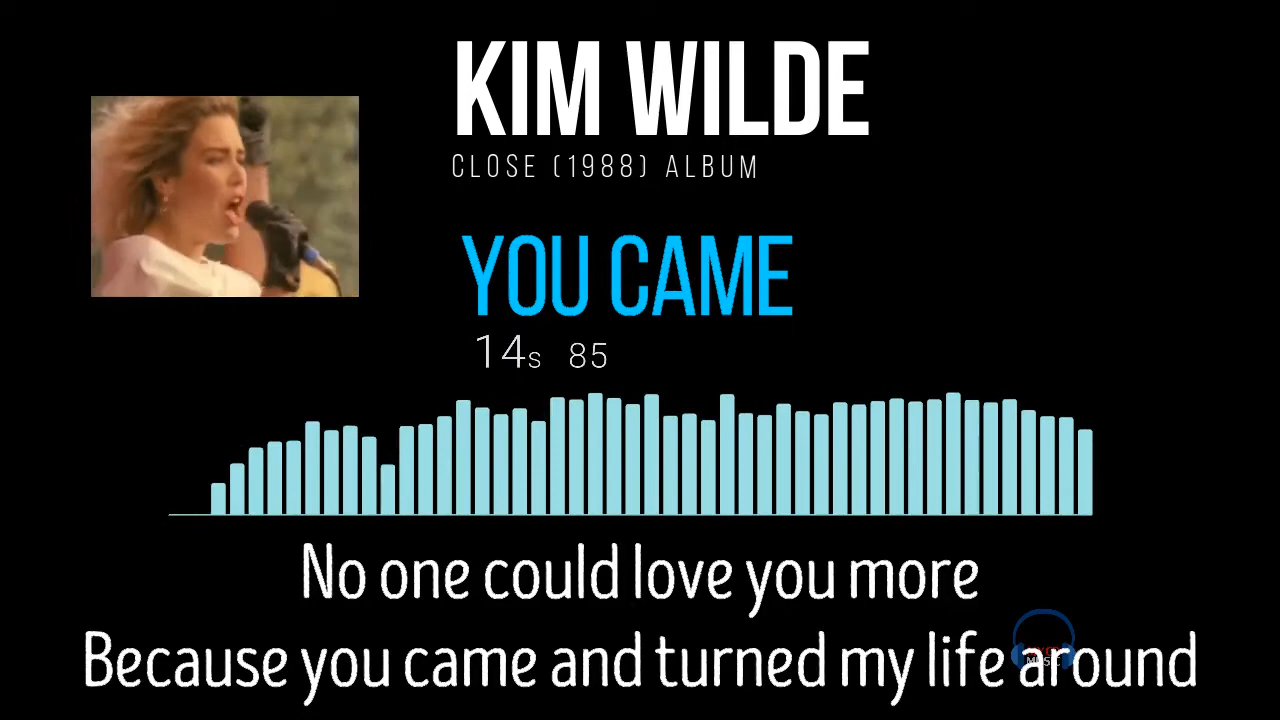 KIM WILDE
CLOSE (1988) ALBUM
YOU CAME
14s 85
No one could love you more
Because you came and turned my life around
MUSIC